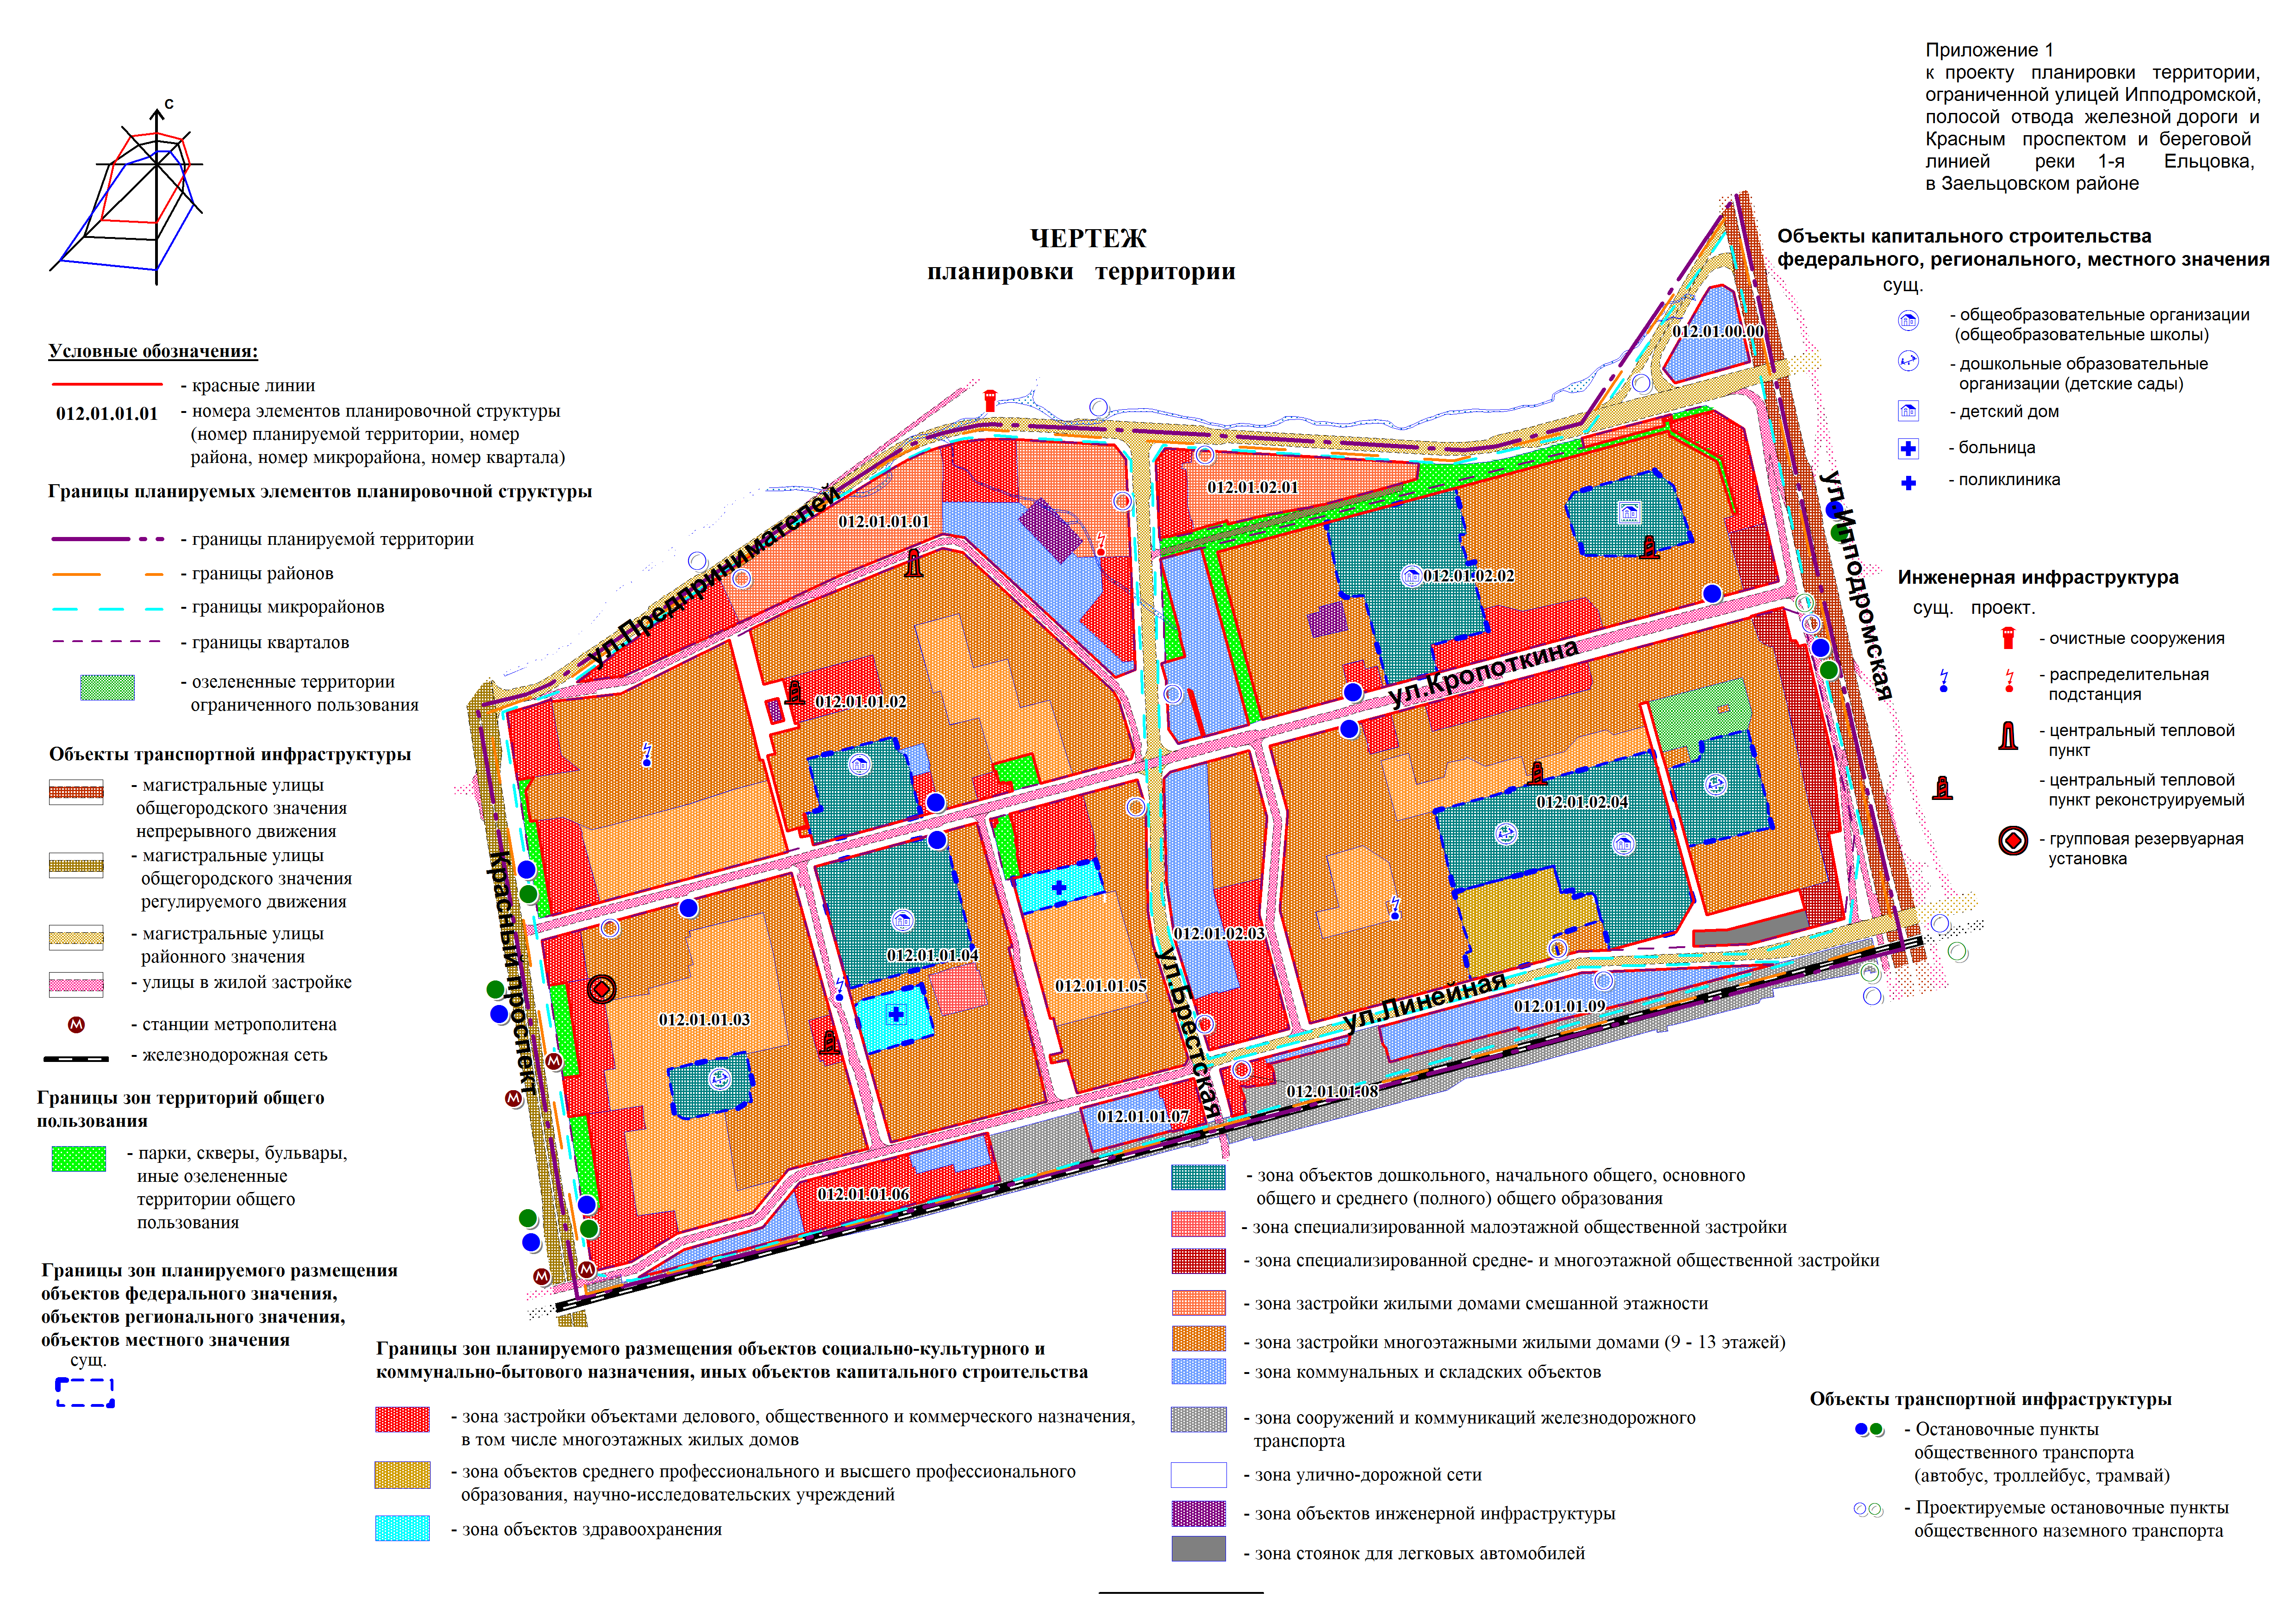 Приложение 1
к проекту планировки территории,
ограниченной улицей Ипподромской,
полосой отвода железной дороги и
Красным проспектом и береговой
линией реки 1-я Ельцовка,
в Заельцовском районе
С
ЧЕРТЕЖ
планировки территории
Условные обозначения:
- красные линии
012.01.01.01
- номера элементов планировочной структуры
(номер планируемой территории, номер
района, номер микрорайона, номер квартала)
Границы планируемых элементов планировочной структуры
- границы планируемой территории
- границы районов
- границы микрорайонов
- границы кварталов
- озелененные территории
ограниченного пользования
Объекты транспортной инфраструктуры
- магистральные улицы
общегородского значения
непрерывного движения
- магистральные улицы
общегородского значения
регулируемого движения
- магистральные улицы
районного значения
- улицы в жилой застройке
М
- станции метрополитена
- железнодорожная сеть
Границы зон территорий общего
пользования
- парки, скверы, бульвары,
иные озелененные
территории общего
пользования
Границы зон планируемого размещения
объектов федерального значения,
объектов регионального значения,
объектов местного значения
сущ.
Объекты капитального строительства
федерального, регионального, местного значения
сущ.
- общеобразовательные организации
(общеобразовательные школы)
- дошкольные образовательные
организации (детские сады)
- детский дом
- больница
- поликлиника
Инженерная инфраструктура
сущ. проект.
- очистные сооружения
- распределительная
подстанция
- центральный тепловой
пункт
- центральный тепловой
пункт реконструируемый
- групповая резервуарная
установка
012.01.00.00
012.01.02.01
012.01.01.01
012.01.02.02
012.01.01.02
012.01.02.04
012.01.02.03
012.01.01.04
012.01.01.05
012.01.01.03
012.01.01.09
012.01.01.08
012.01.01.07
012.01.01.06
ул.Предпринимателей
ул.Ипподромская
ул.Кропоткина
Красный проспект
ул.Брестская
ул.Линейная
М
М
М
М
Границы зон планируемого размещения объектов социально-культурного и
коммунально-бытового назначения, иных объектов капитального строительства
- зона застройки объектами делового, общественного и коммерческого назначения,
в том числе многоэтажных жилых домов
- зона объектов среднего профессионального и высшего профессионального
образования, научно-исследовательских учреждений
- зона объектов здравоохранения
- зона объектов дошкольного, начального общего, основного
общего и среднего (полного) общего образования
- зона специализированной малоэтажной общественной застройки
- зона специализированной средне- и многоэтажной общественной застройки
- зона застройки жилыми домами смешанной этажности
- зона застройки многоэтажными жилыми домами (9 - 13 этажей)
- зона коммунальных и складских объектов
- зона сооружений и коммуникаций железнодорожного
транспорта
- зона улично-дорожной сети
- зона объектов инженерной инфраструктуры
- зона стоянок для легковых автомобилей
Объекты транспортной инфраструктуры
- Остановочные пункты
общественного транспорта
(автобус, троллейбус, трамвай)
- Проектируемые остановочные пункты
общественного наземного транспорта